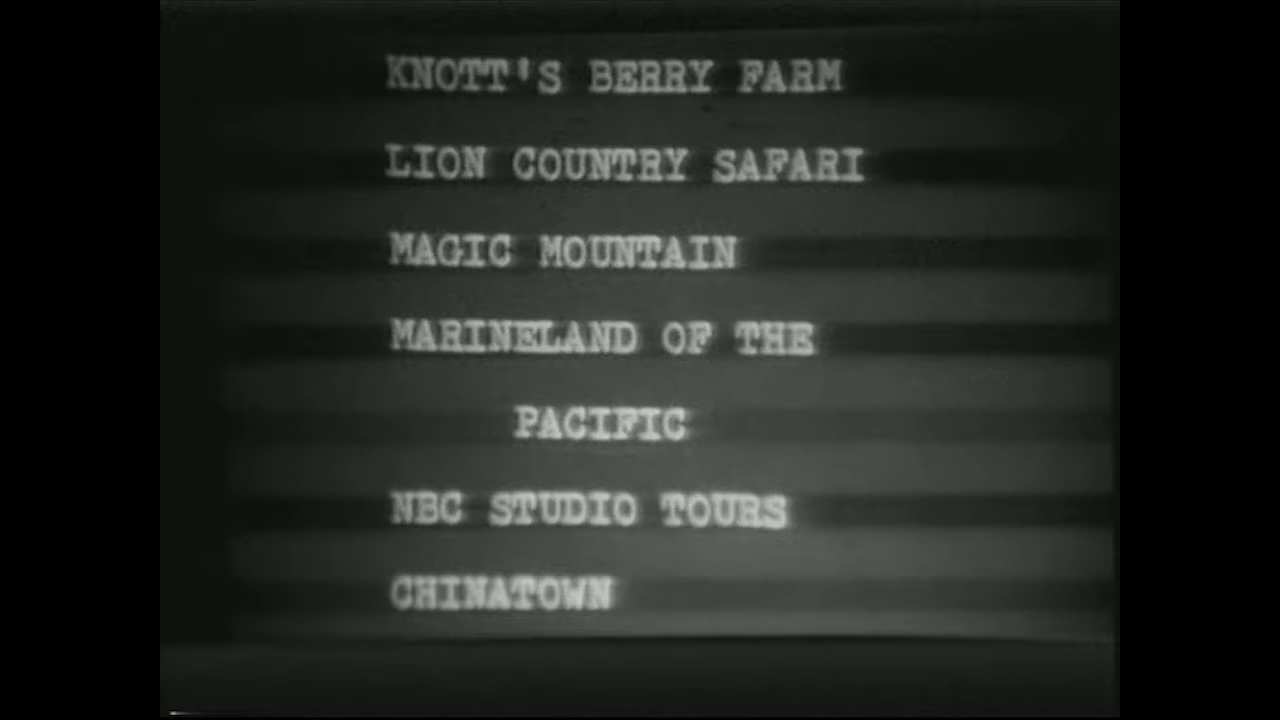 KNOTT'S BERRY FARM
LION COUNTRY SAFARI
MAGIC MOUNTAIN
MARINELAND OF THE
PACIFIC
NBC STUDIO TOURS
CHINATOWN